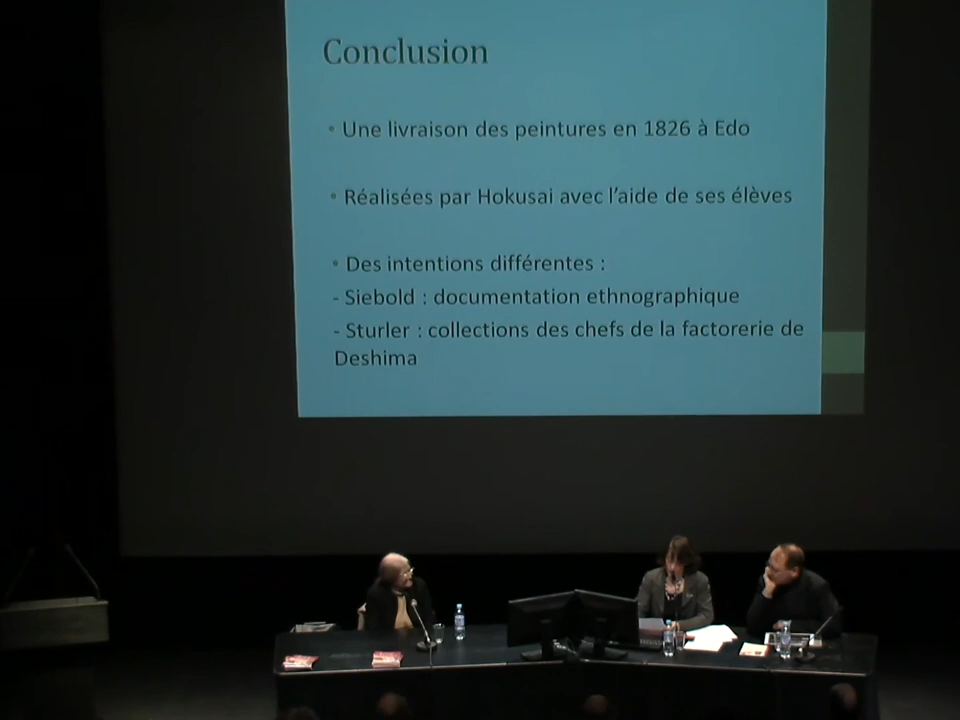 Conclusion
• Une livraison des peintures en 1826 à Edo
• Réalisées par Hokusai avec l'aide de ses élèves
• Des intentions différentes :
- Siebold : documentation ethnographique
- Sturler : collections des chefs de la factorerie de
Deshima